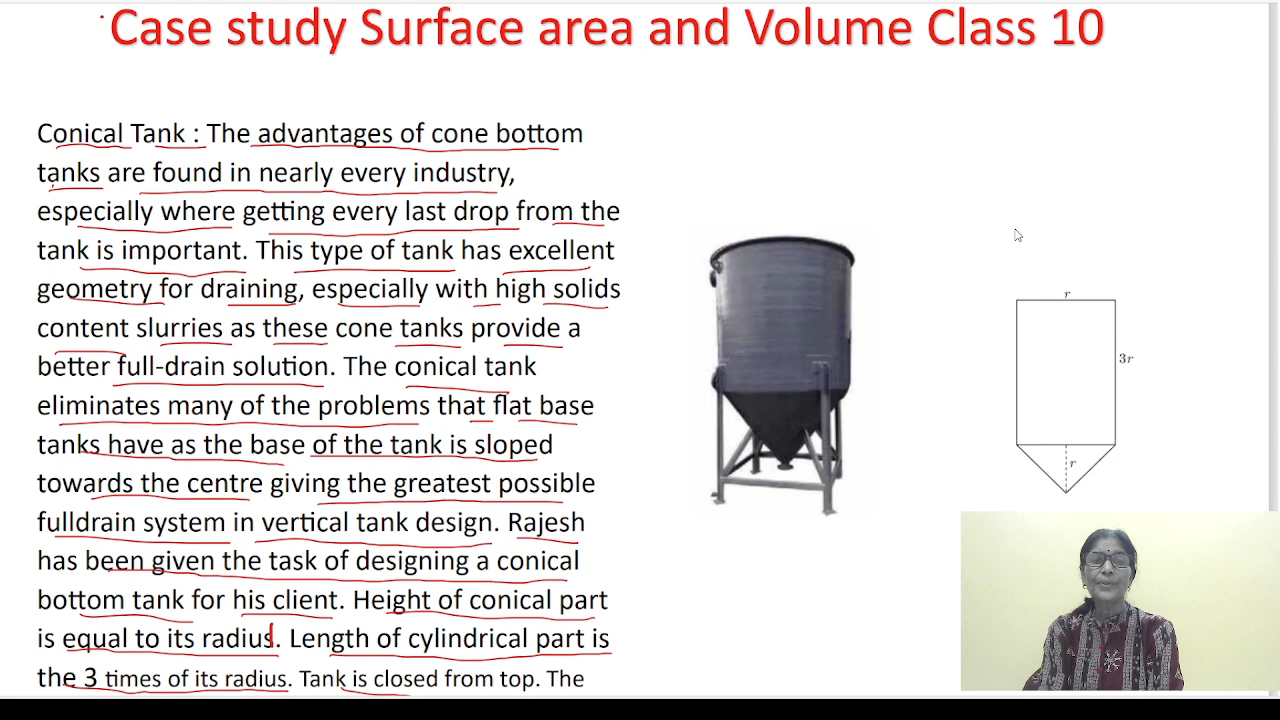 Case study Surface area and Volume Class 10
Conical Tank : The advantages of cone bottom
tanks are found in nearly every industry,
especially where getting every last drop from the
tank is important. This type of tank has excellent
geometry for draining, especially with high solids
content slurries as these cone tanks provide a
better full-drain solution. The conical tank
eliminates many of the problems that flat base
tanks have as the base of the tank is sloped
towards the centre giving the greatest possible
fulldrain system in vertical tank design. Rajesh
has been given the task of designing a conical
bottom tank for his client. Height of conical part
is equal to its radius. Length of cylindrical part is
the 3 times of its radius. Tank is closed from top. The
r
3r
r